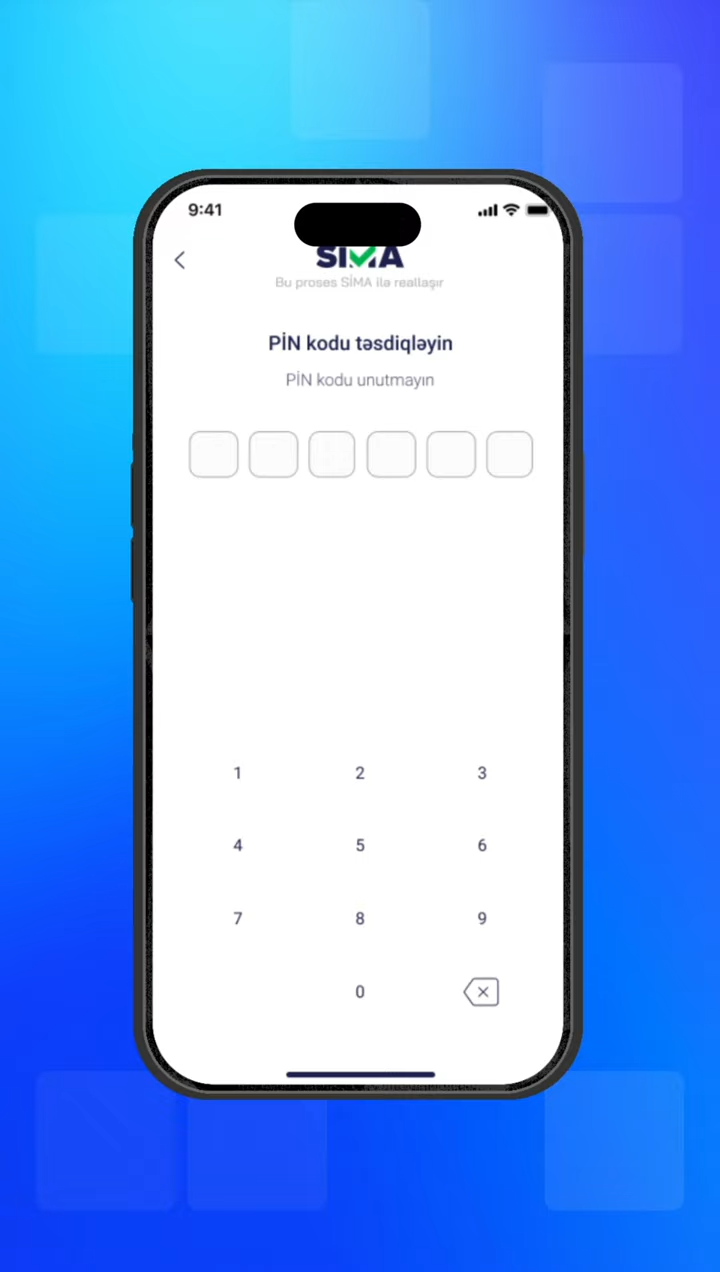 9:41
SİMA
Bu proses SİMA ilə reallaşır
PİN kodu təsdiqləyin
PİN kodu unutmayın
1 2 3
4 5 6
7 8 9
0